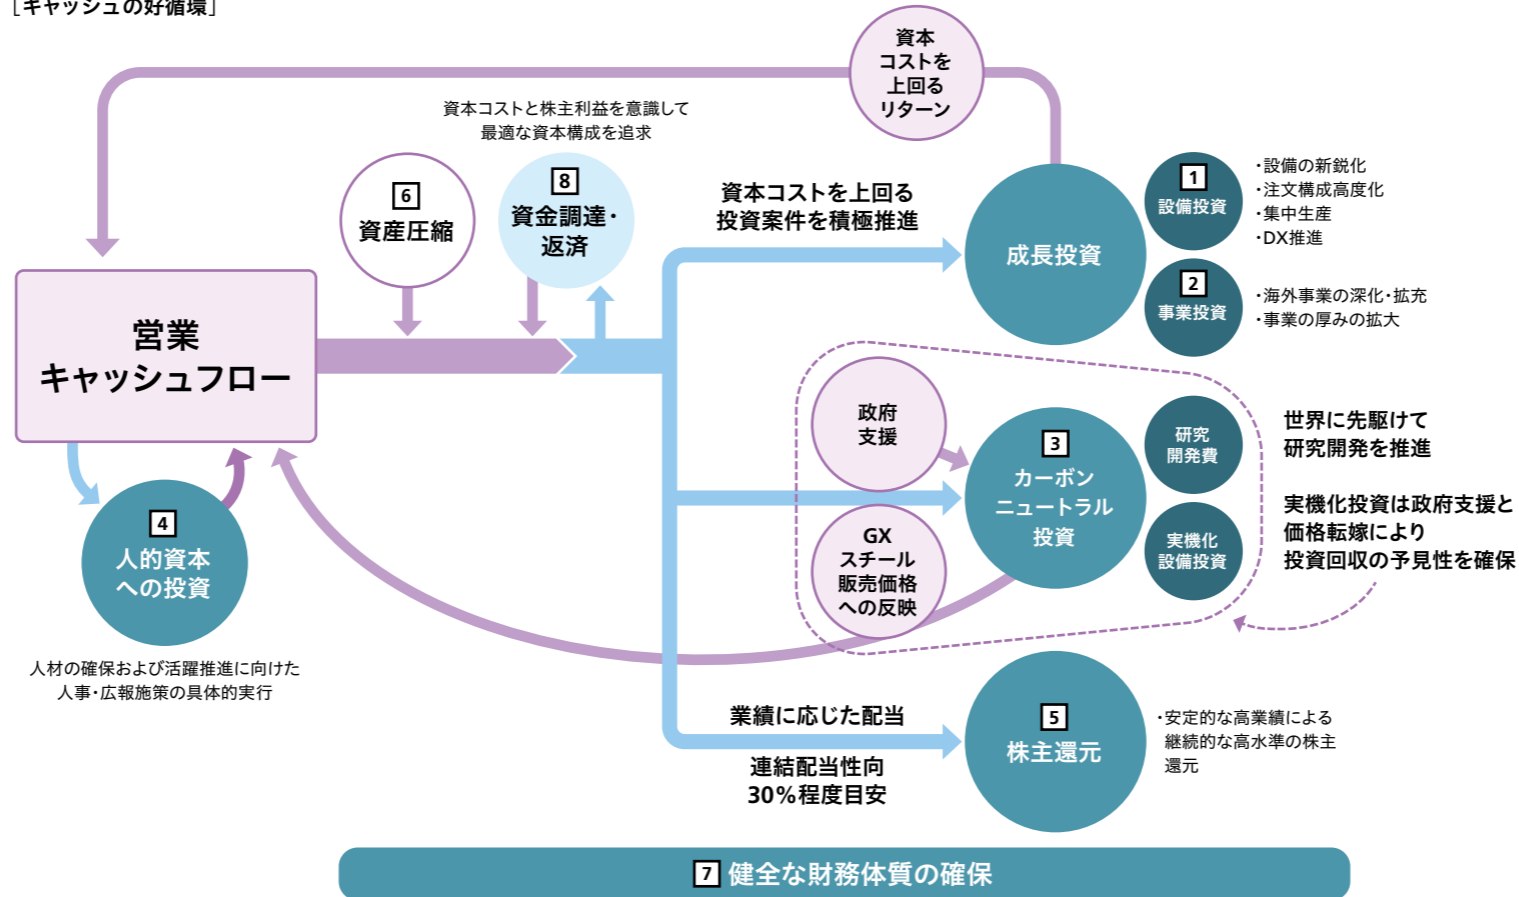 ［キャッシュの好循環］
資本
コストを
上回る
リターン
資本コストと株主利益を意識して
最適な資本構成を追求
6
資産圧縮
8
資金調達・
返済
資本コストを上回る
投資案件を積極推進
成長投資
1
設備投資
・設備の新鋭化
・注文構成高度化
・集中生産
・DX推進
2
事業投資
・海外事業の深化・拡充
・事業の厚みの拡大
営業
キャッシュフロー
政府
支援
3
カーボン
ニュートラル
投資
研究
開発費
世界に先駆けて
研究開発を推進
GX
スチール
販売価格
への反映
実機化
設備投資
実機化投資は政府支援と
価格転嫁により
投資回収の予見性を確保
4
人的資本
への投資
人材の確保および活躍推進に向けた
人事・広報施策の具体的実行
業績に応じた配当
連結配当性向
30％程度目安
5
株主還元
・安定的な高業績による
継続的な高水準の株主
還元
7 健全な財務体質の確保